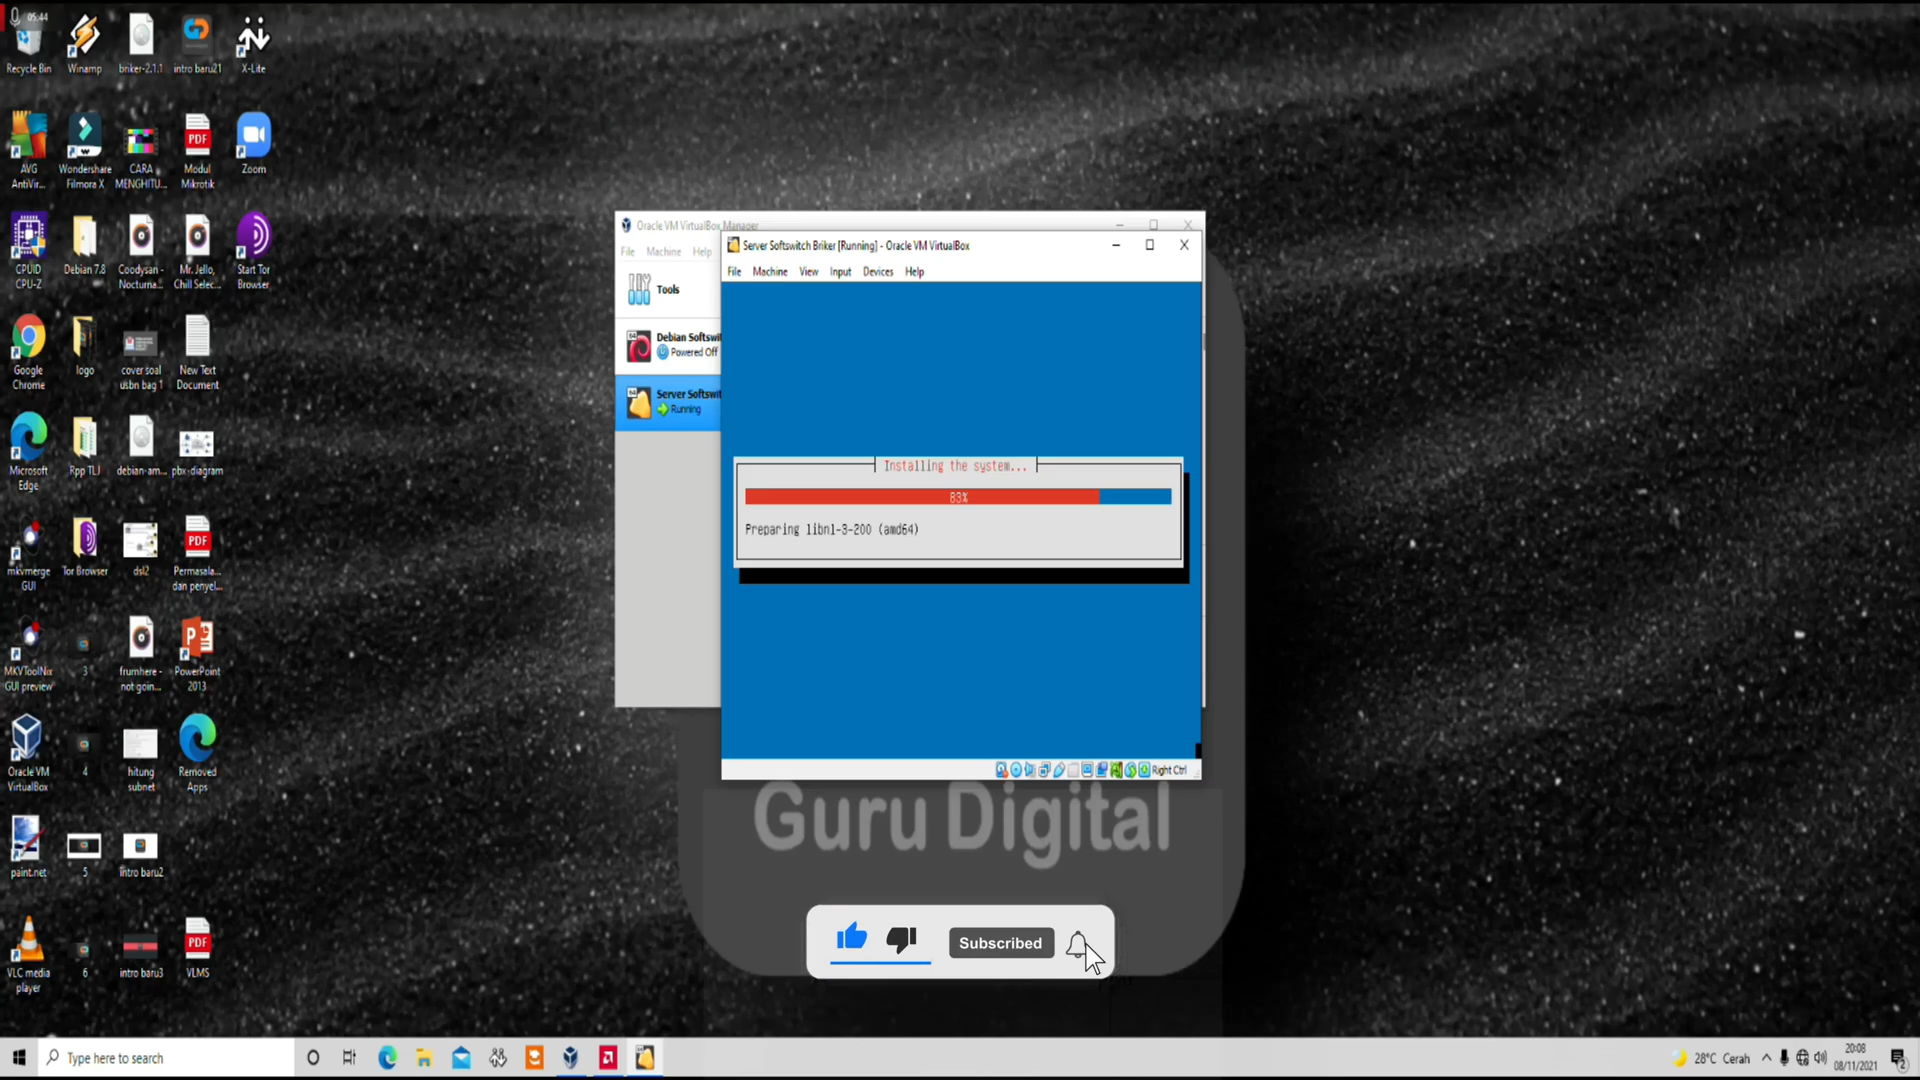 05:44
Recycle Bin
Winamp
briker-2.1.1
intro baru21
X-Lite
AVG
AntiVir...
Wondershare
Filmora X
CARA
MENGHITU...
PDF
Modul
Mikrotik
Zoom
CPUID
CPU-Z
Debian 7.8
Coodysan -
Nocturna...
Mr. Jello,
Chill Selec...
Start Tor
Browser
Google
Chrome
logo
cover soal
usbn bag 1
New Text
Document
Microsoft
Edge
Rpp TLJ
debian-am...
pbx-diagram
mkvmerge
GUI
Tor Browser
dsl2
PDF
Permasala...
dan penyel...
MKVToolNix
GUI preview
3
frumhere -
not goin...
PowerPoint
2013
Oracle VM
VirtualBox
4
hitung
subnet
Removed
Apps
paint.net
5
intro baru2
VLC media
player
6
intro baru3
PDF
VLMS
Oracle VM VirtualBox Manager
File Machine Help
Tools
Debian Softswit
Powered Off
Server Softswit
Running
Server Softswitch Briker [Running] - Oracle VM VirtualBox
File Machine View Input Devices Help
Installing the system...
83%
Preparing libnl-3-200 (amd64)
Right Ctrl
Guru Digital
Subscribed
Type here to search
28°C Cerah
20:08
08/11/2021
2